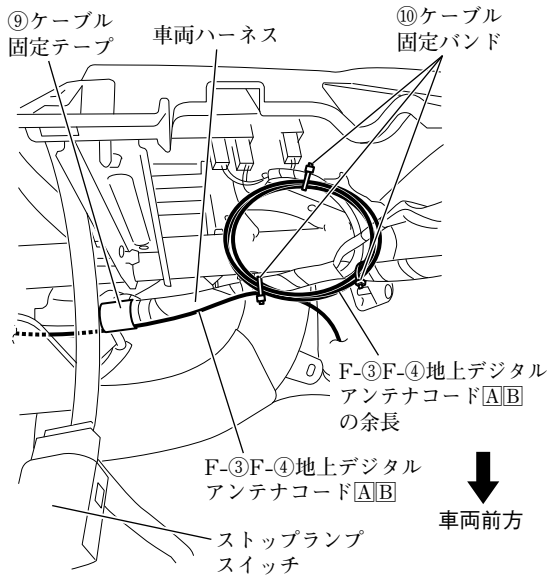 ⑨ケーブル
固定テープ
車両ハーネス
⑩ケーブル
固定バンド
F-③F-④地上デジタル
アンテナコードAB
の余長
F-③F-④地上デジタル
アンテナコードAB
車両前方
ストップランプ
スイッチ